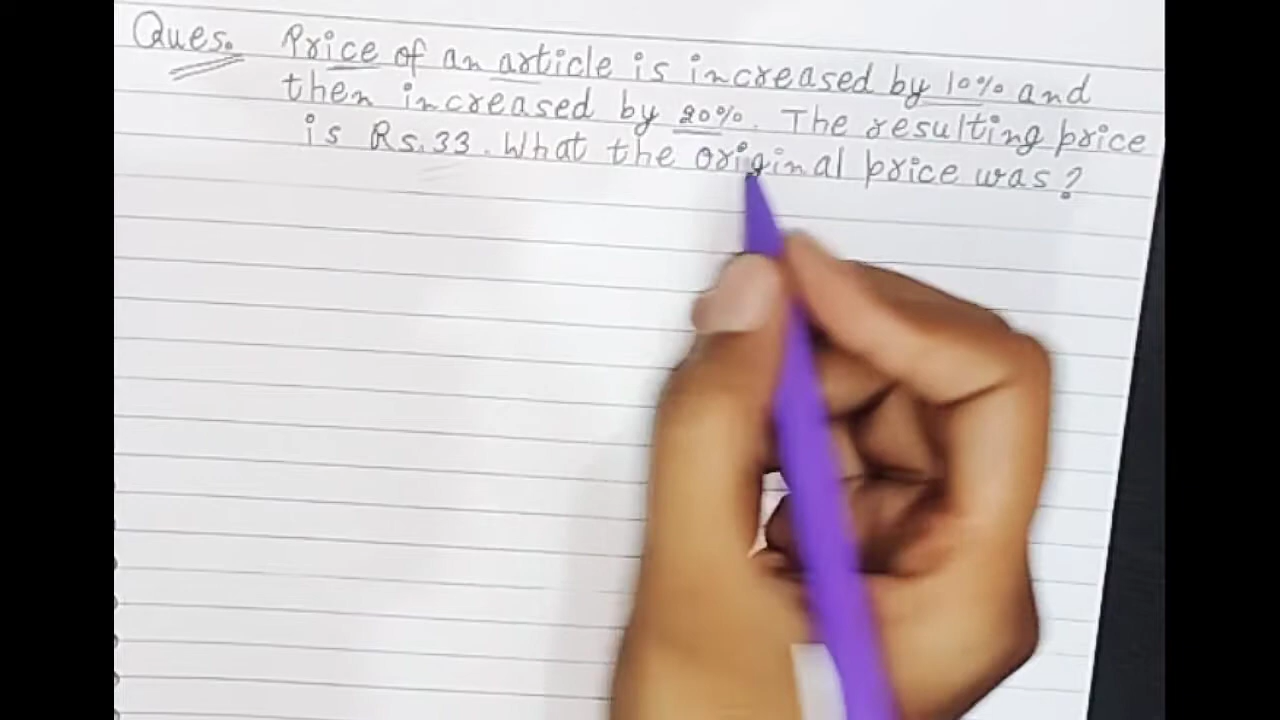 Ques. Price of an article is increased by 10% and
then increased by 20%. The resulting price
is Rs.33. What the original price was?